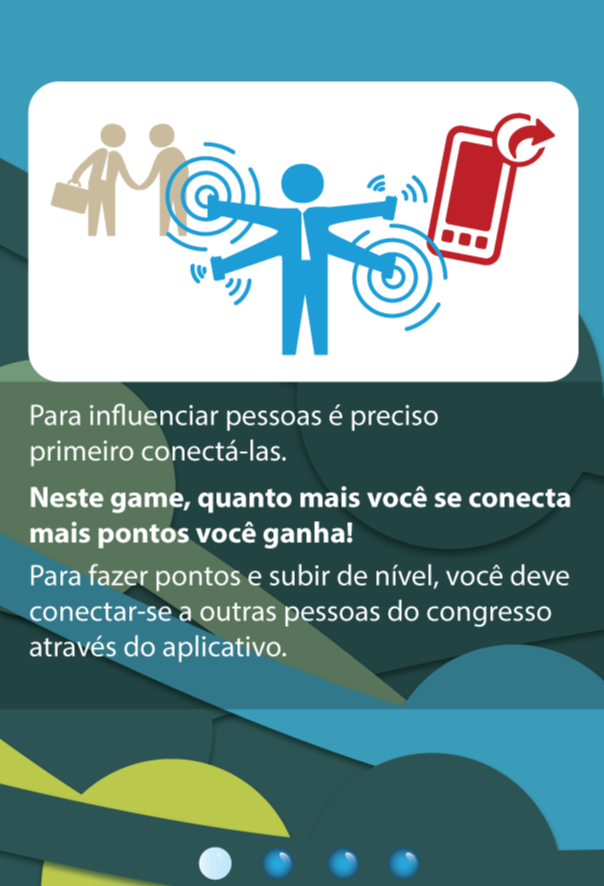 Para influenciar pessoas é preciso
primeiro conectá-las.
Neste game, quanto mais você se conecta
mais pontos você ganha!
Para fazer pontos e subir de nível, você deve
conectar-se a outras pessoas do congresso
através do aplicativo.